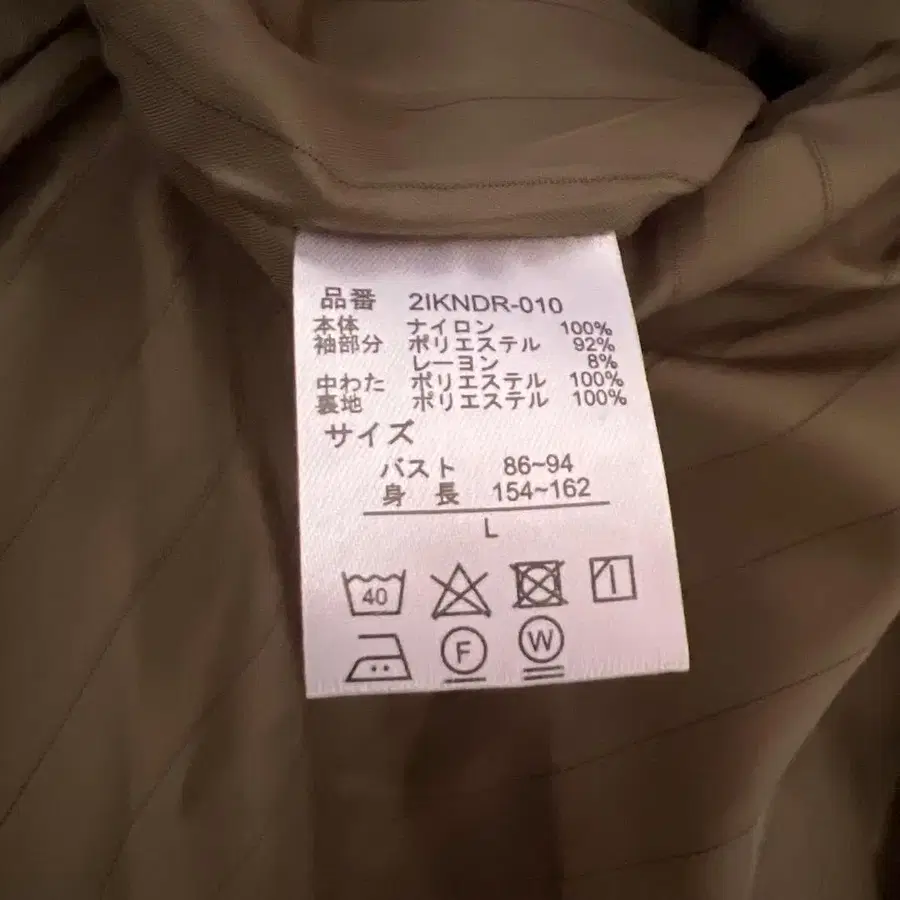 品番 2IKNDR-010
本体 ナイロン 100%
袖部分 ポリエステル 92%
レーヨン 8%
中わた ポリエステル 100%
裏地 ポリエステル 100%
サイズ
バスト 86~94
身 長 154~162
L
40
F W